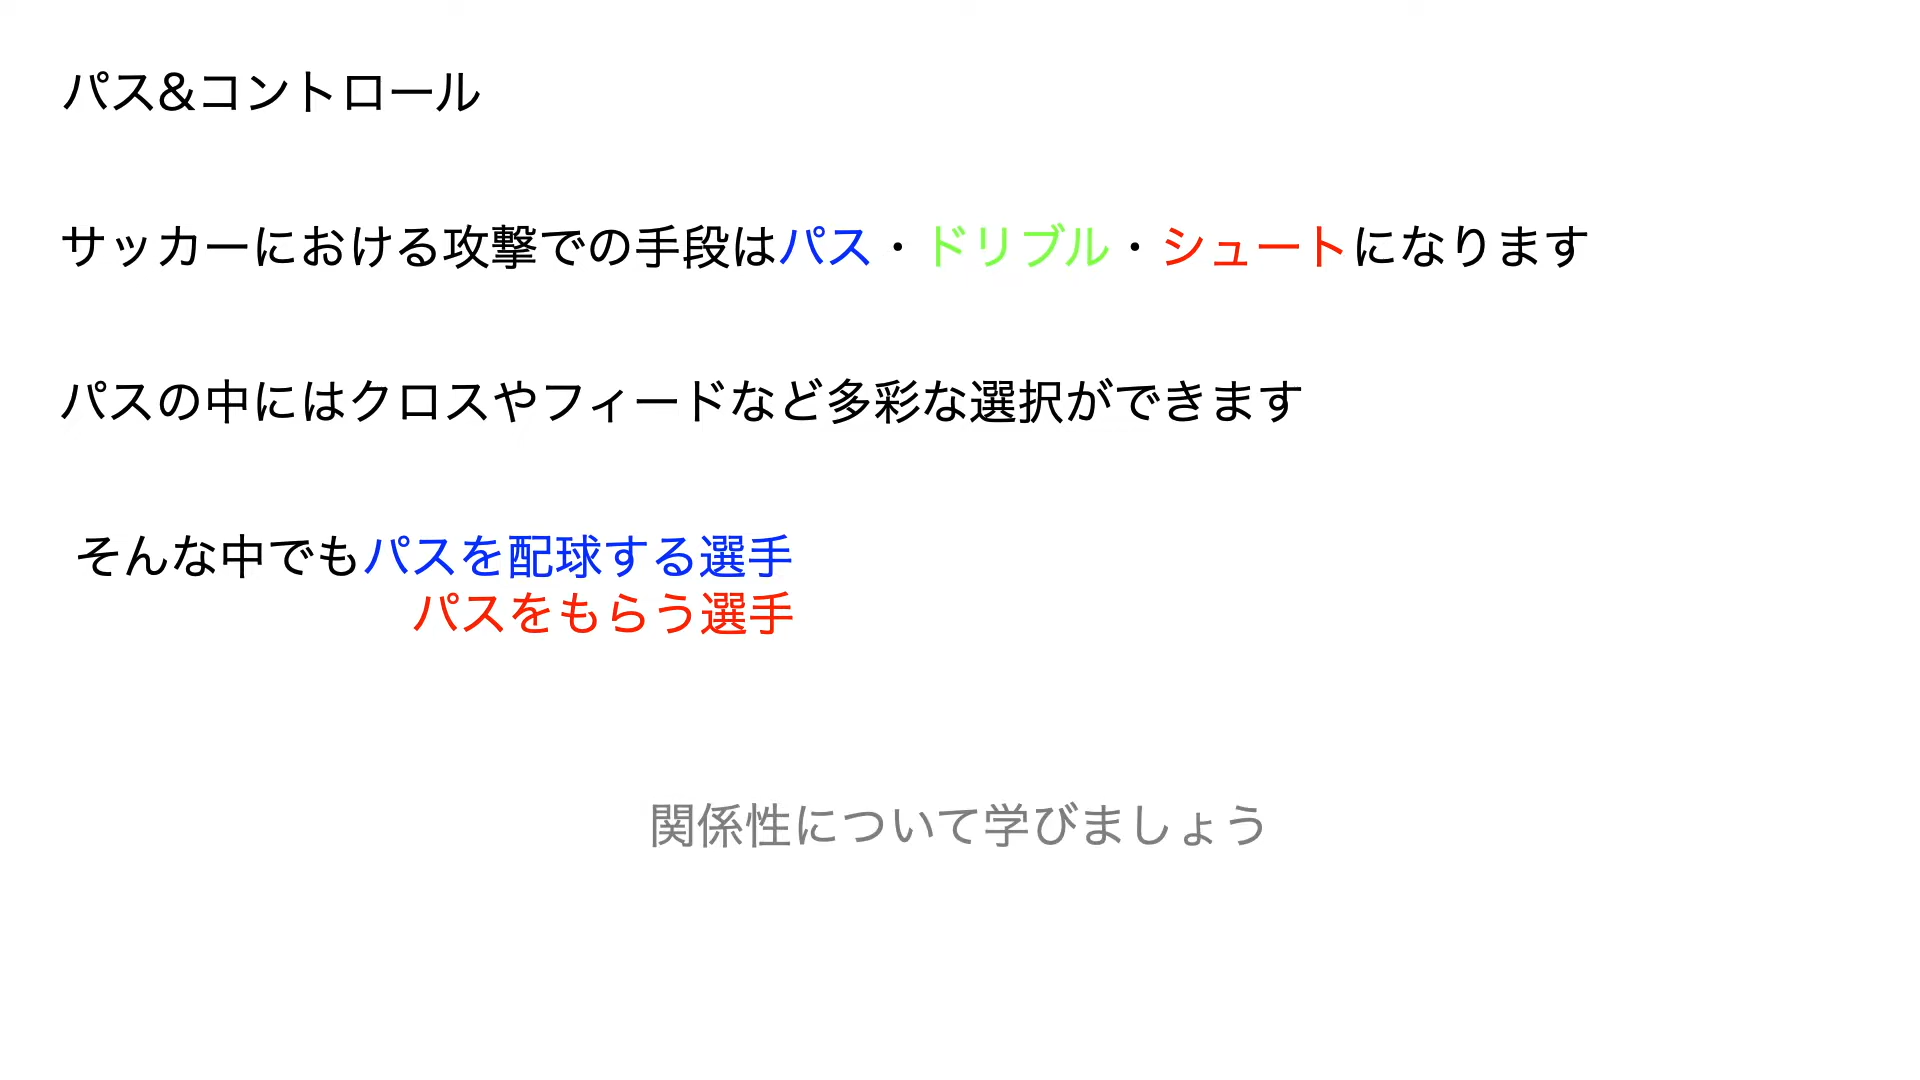 パス&コントロール
サッカーにおける攻撃での手段はパス・ドリブル・シュートになります
パスの中にはクロスやフィードなど多彩な選択ができます
そんな中でもパスを配球する選手
パスをもらう選手
関係性について学びましょう